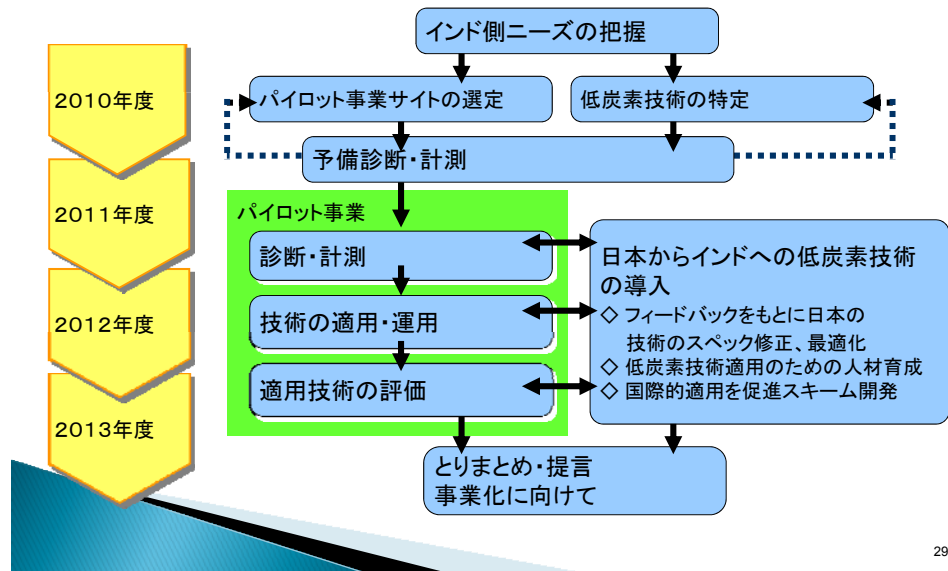 インド側ニーズの把握
2010年度
パイロット事業サイトの選定
低炭素技術の特定
予備診断・計測
2011年度
パイロット事業
診断・計測
日本からインドへの低炭素技術
の導入
◇ フィードバックをもとに日本の
技術のスペック修正、最適化
◇ 低炭素技術適用のための人材育成
◇ 国際的適用を促進スキーム開発
2012年度
技術の適用・運用
適用技術の評価
2013年度
とりまとめ・提言
事業化に向けて
29